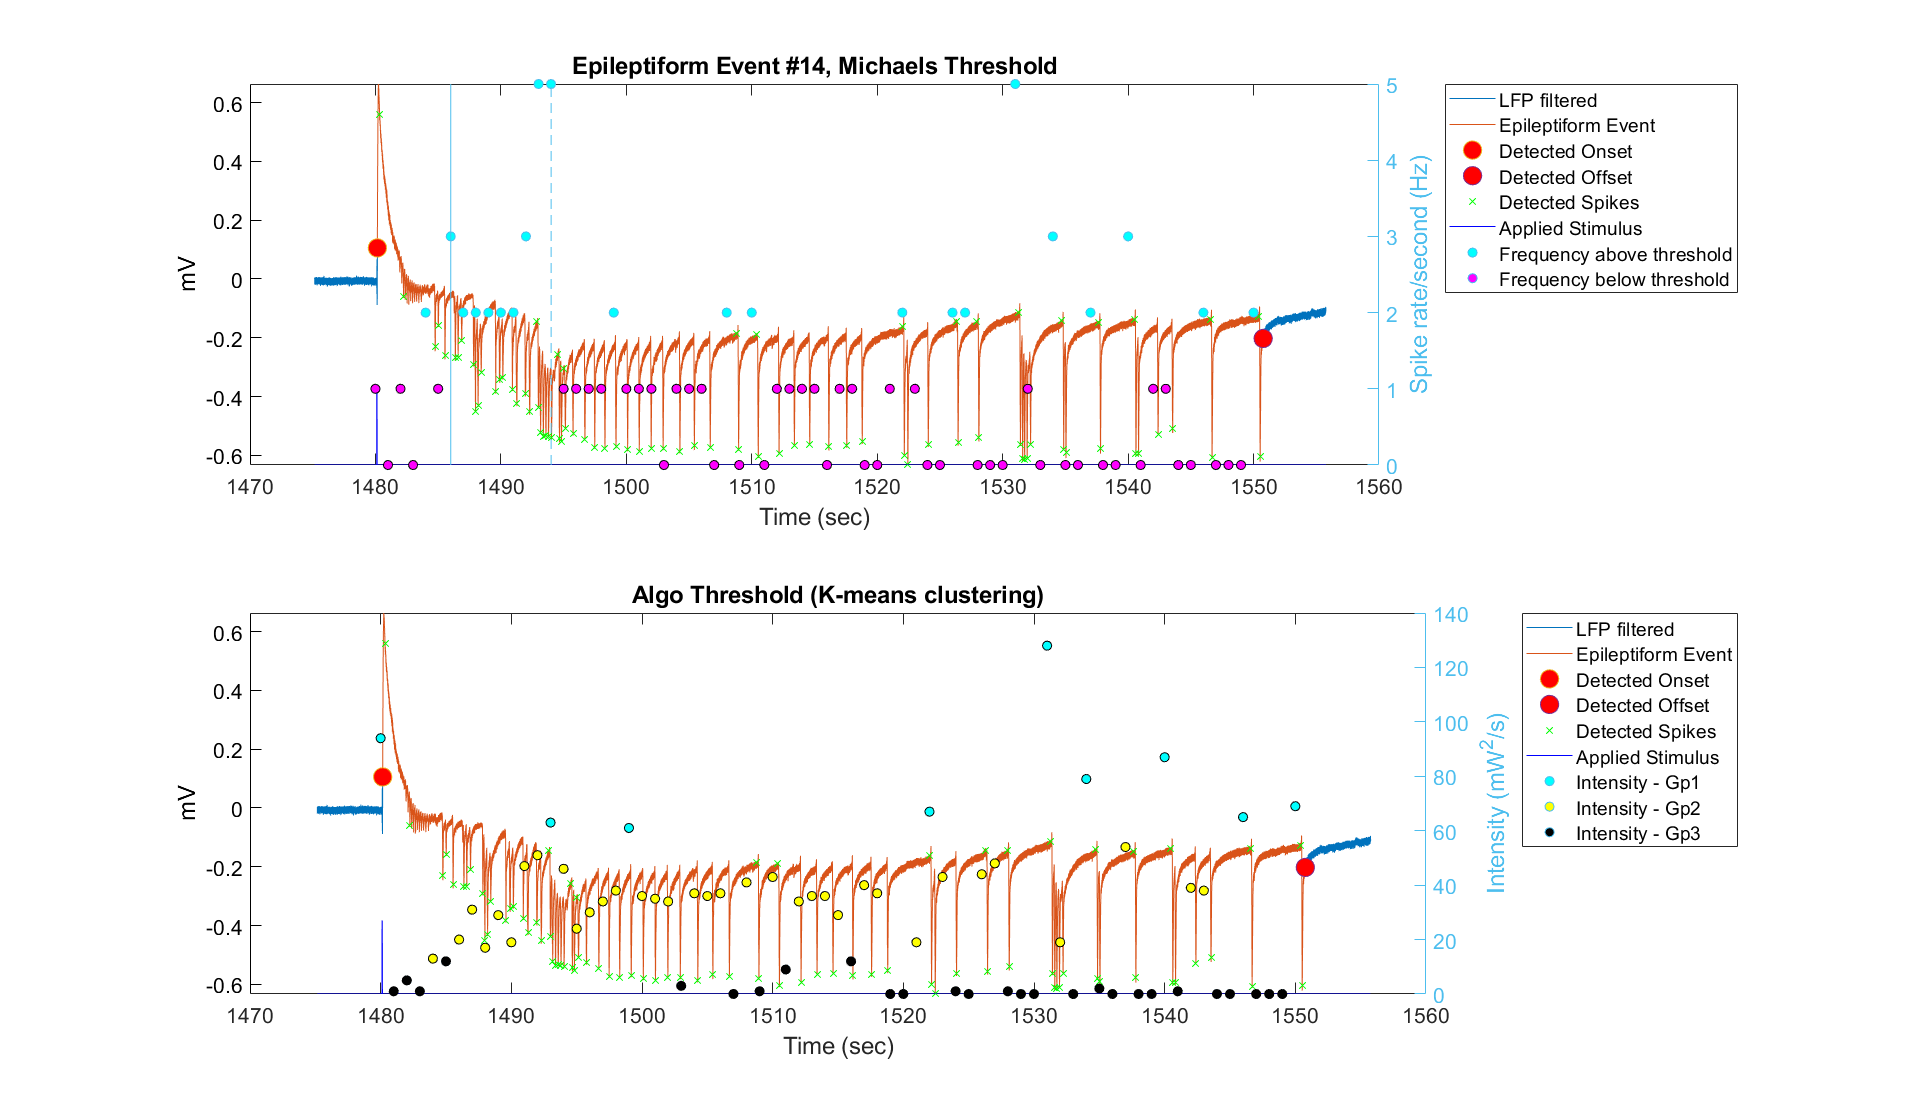 Epileptiform Event #14, Michaels Threshold
0.6
0.4
0.2
0
-0.2
-0.4
-0.6
mV
5
4
3
2
1
0
Spike rate/second (Hz)
1470 1480 1490 1500 1510 1520 1530 1540 1550 1560
Time (sec)
LFP filtered
Epileptiform Event
Detected Onset
Detected Offset
Detected Spikes
Applied Stimulus
Frequency above threshold
Frequency below threshold
Algo Threshold (K-means clustering)
0.6
0.4
0.2
0
-0.2
-0.4
-0.6
mV
140
120
100
80
60
40
20
0
Intensity (mW²/s)
1470 1480 1490 1500 1510 1520 1530 1540 1550 1560
Time (sec)
LFP filtered
Epileptiform Event
Detected Onset
Detected Offset
Detected Spikes
Applied Stimulus
Intensity - Gp1
Intensity - Gp2
Intensity - Gp3